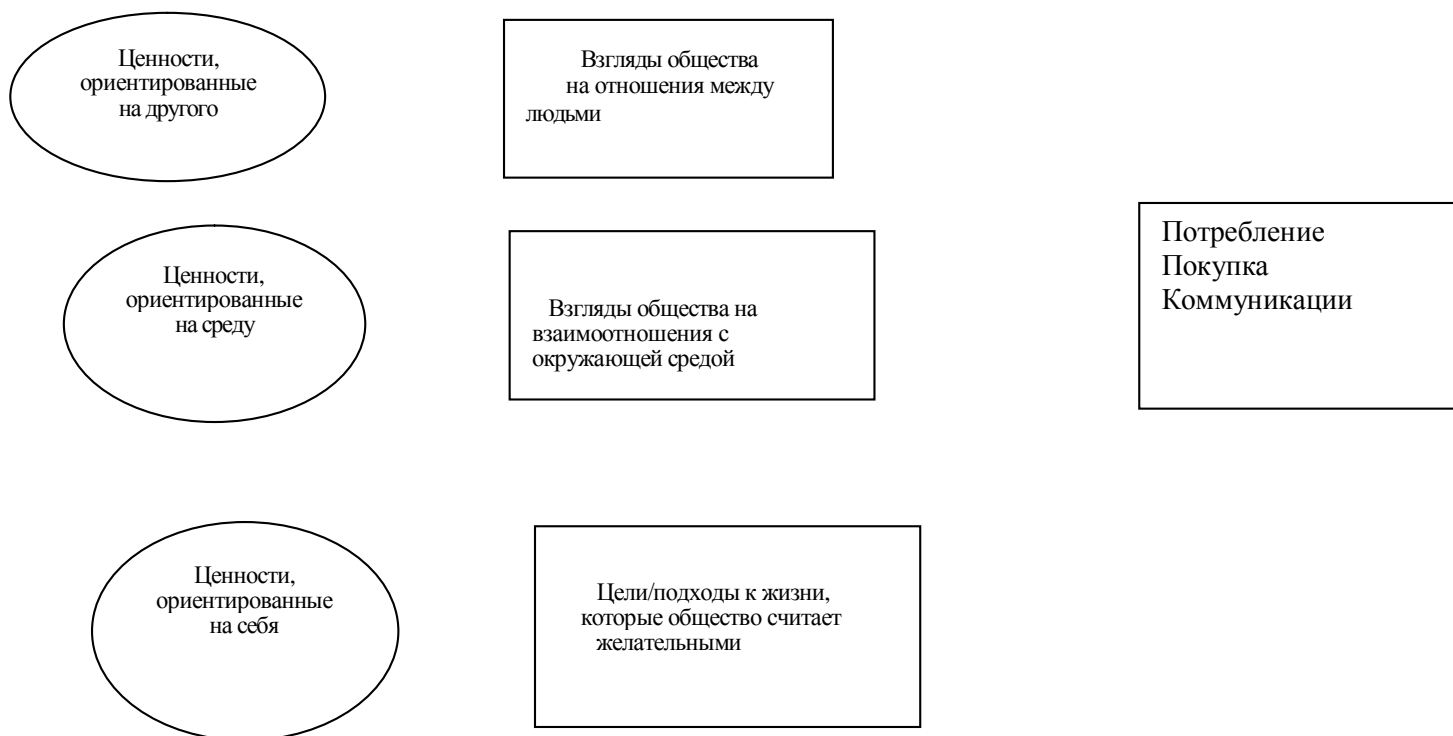 Ценности,
ориентированные
на другого
Взгляды общества
на отношения между
людьми
Ценности,
ориентированные
на среду
Взгляды общества на
взаимоотношения с
окружающей средой
Потребление
Покупка
Коммуникации
Ценности,
ориентированные
на себя
Цели/подходы к жизни,
которые общество считает
желательными